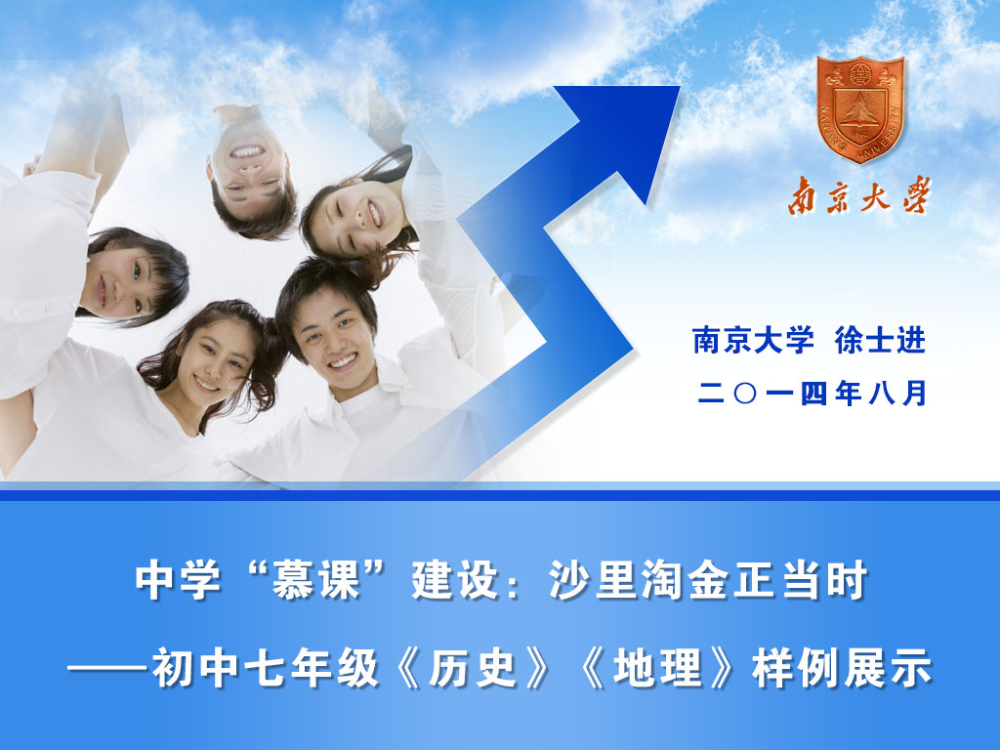 NANJING UNIVERSITY
南京大学
南京大学 徐士进
二〇一四年八月
中学“慕课”建设：沙里淘金正当时
——初中七年级《历史》《地理》样例展示